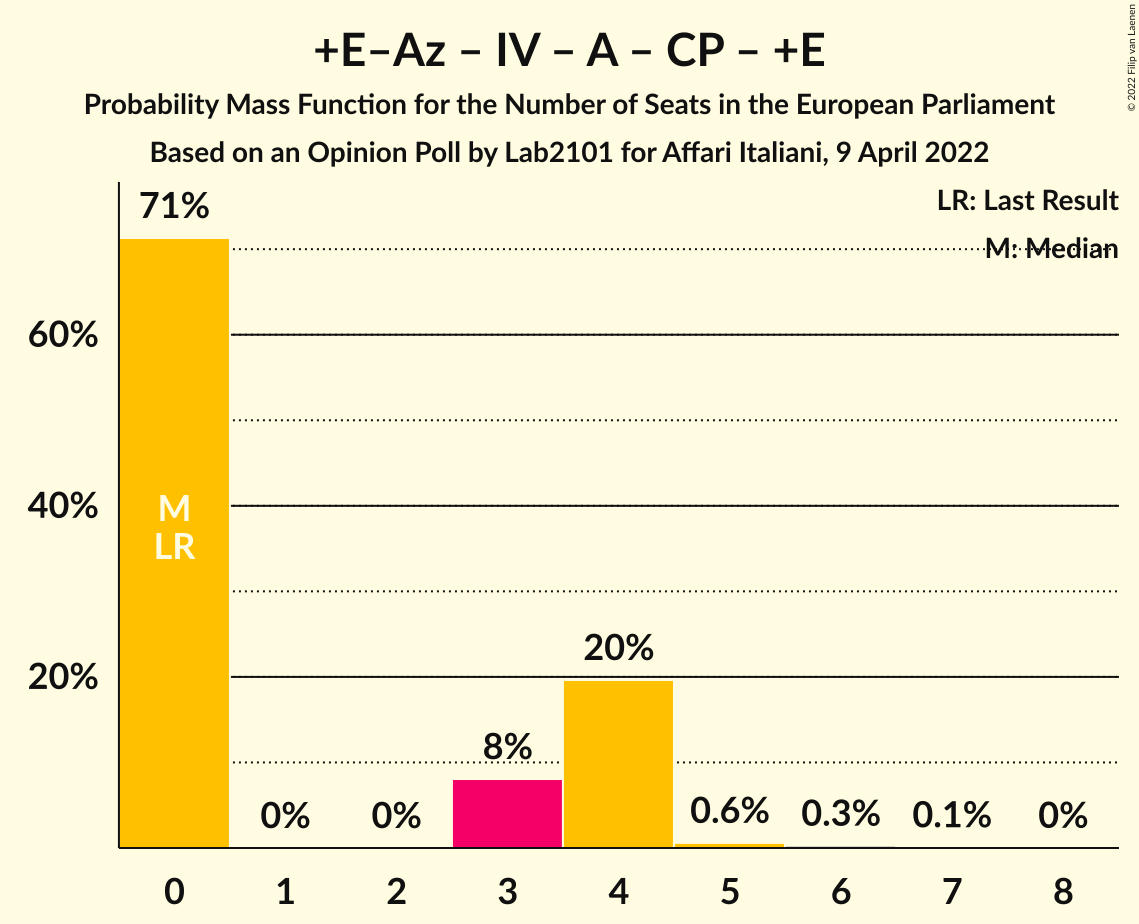 +E–Az – IV – A – CP – +E
Probability Mass Function for the Number of Seats in the European Parliament
Based on an Opinion Poll by Lab2101 for Affari Italiani, 9 April 2022
© 2022 Filip van Laenen
LR: Last Result
M: Median
71%
60%
40%
20%
M
LR
0%
0%
8%
20%
0.6%
0.3%
0.1%
0%
0 1 2 3 4 5 6 7 8